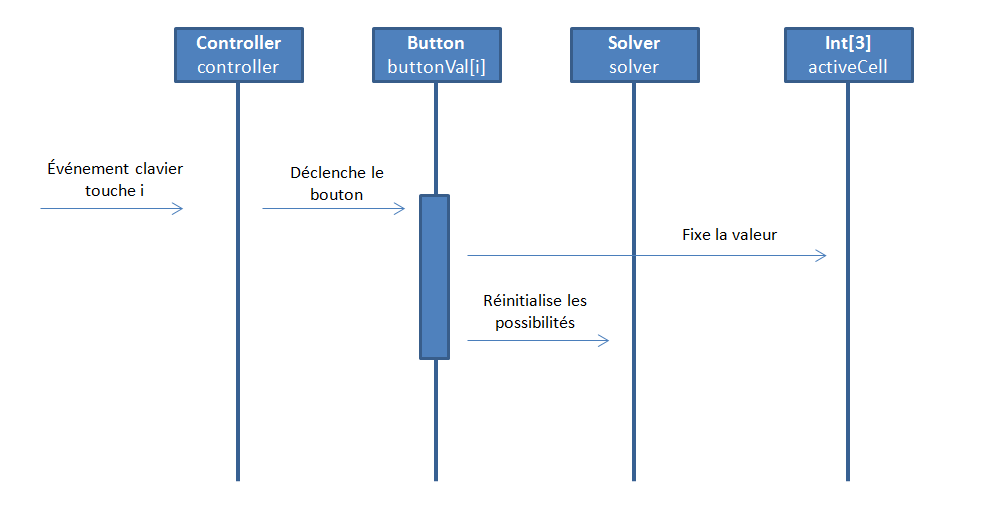 Controller
controller
Button
buttonVal[i]
Solver
solver
Int[3]
activeCell
Événement clavier
touche i
Déclenche le
bouton
Fixe la valeur
Réinitialise les
possibilités